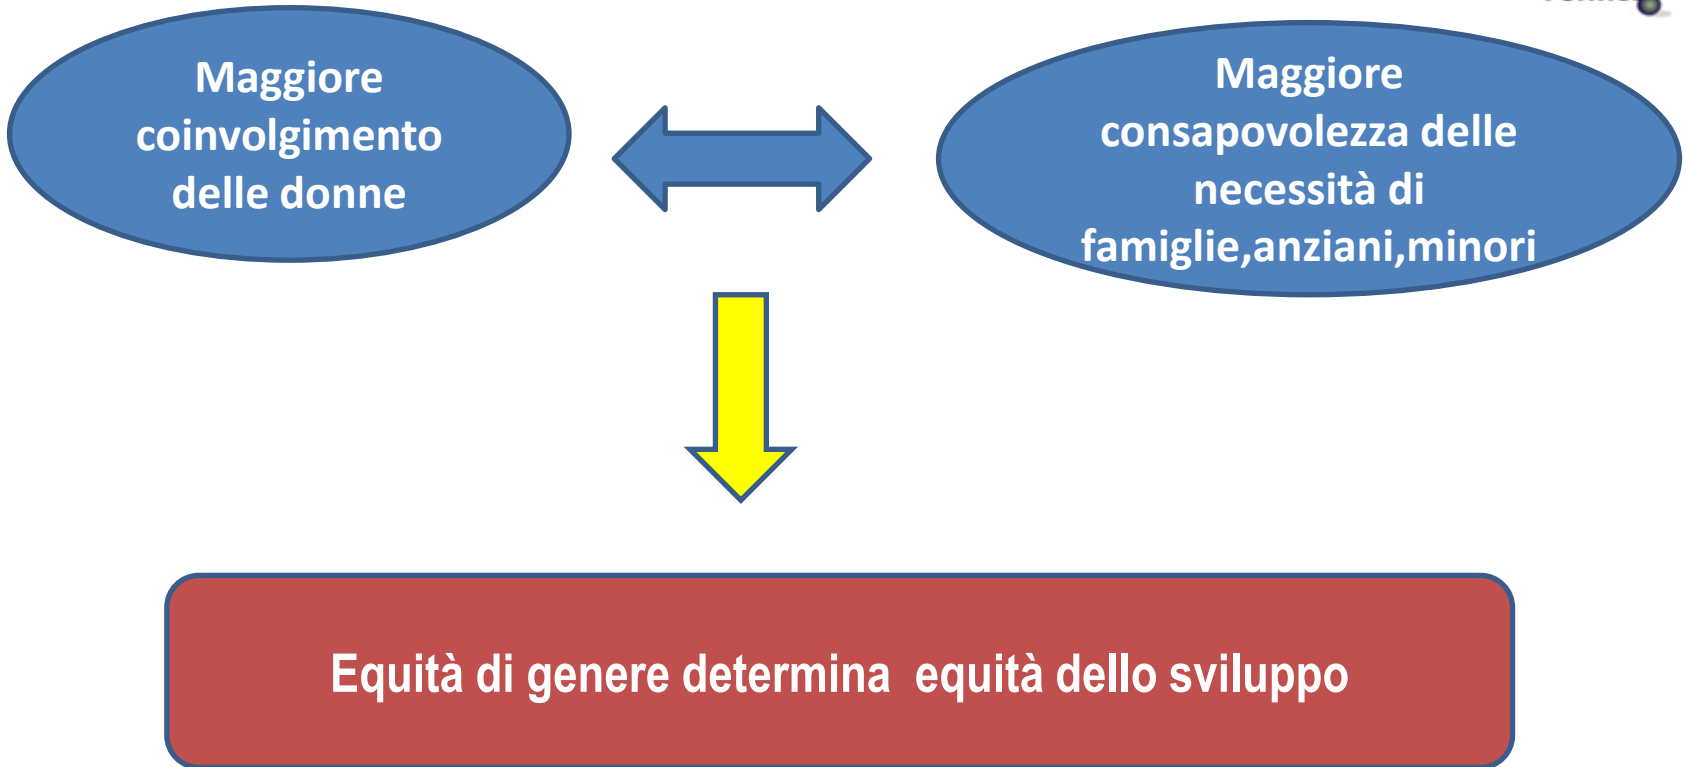 Maggiore
coinvolgimento
delle donne
Maggiore
consapovolezza delle
necessità di
famiglie,anziani,minori
Equità di genere determina  equità dello sviluppo